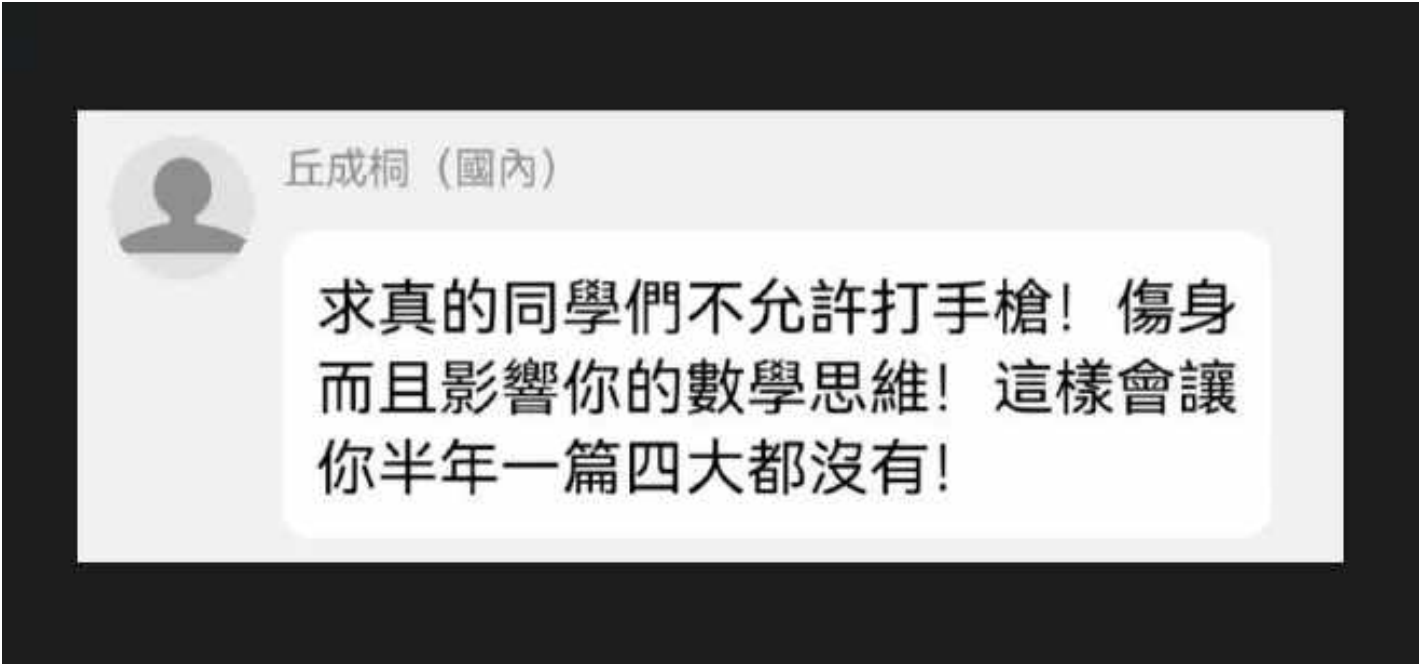 丘成桐（國內）
求真的同學們不允許打手槍！傷身
而且影響你的數學思維！這樣會讓
你半年一篇四大都沒有！